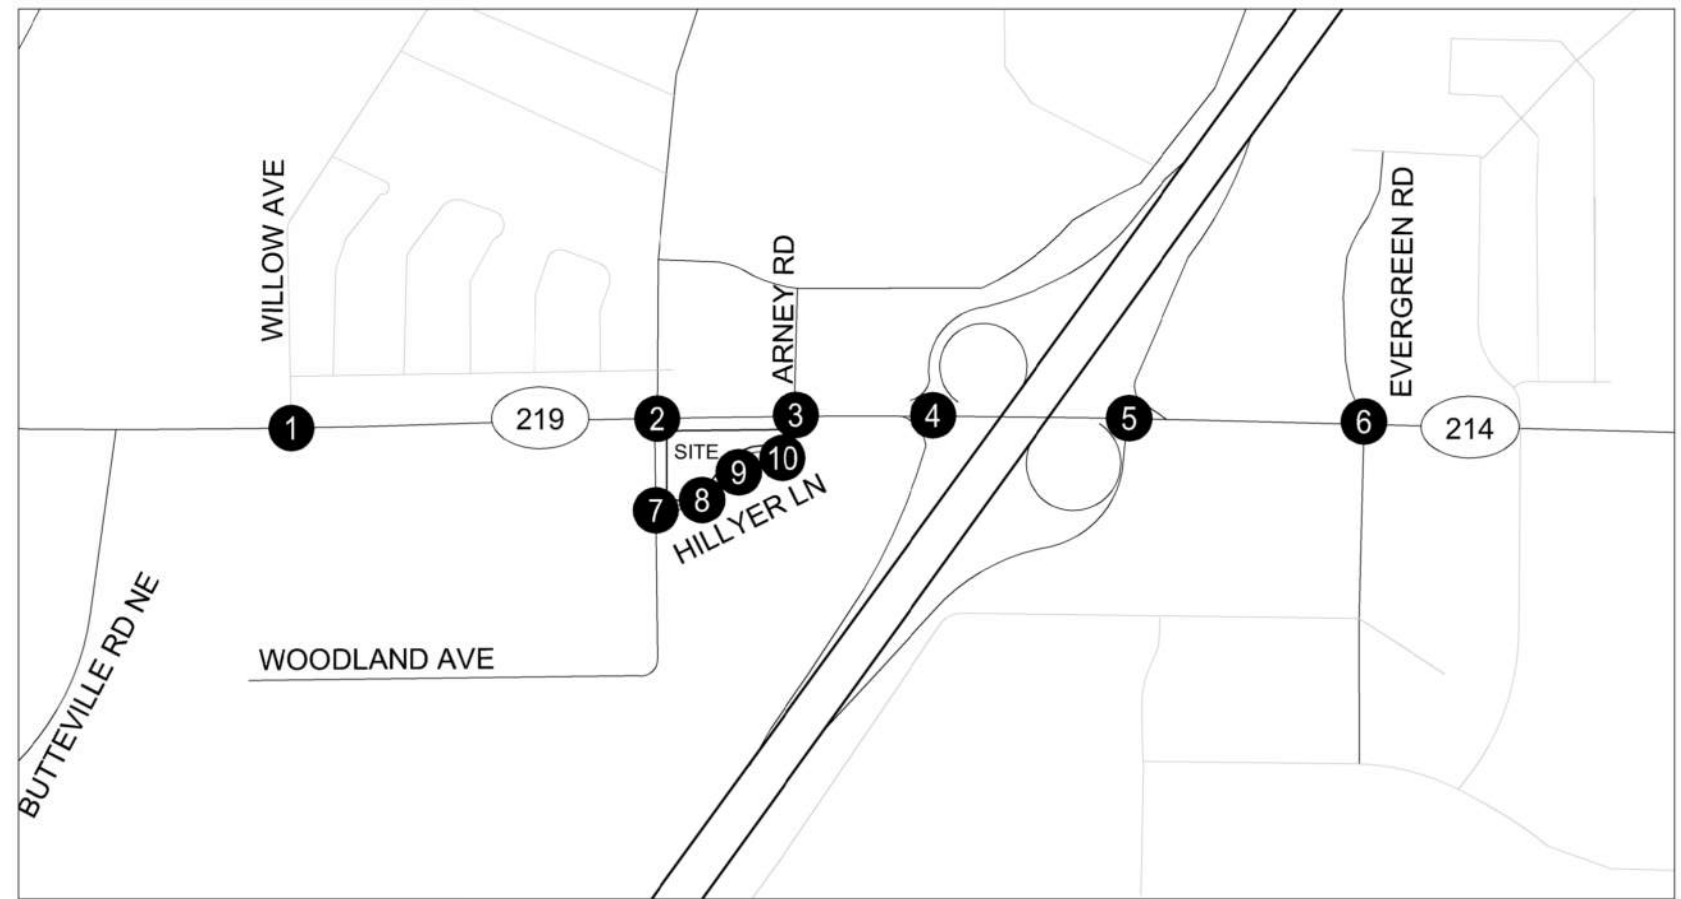 WILLOW AVE
EVERGREEN RD
ARNEY RD
1
219
2
3
4
5
6
214
SITE
7
8
9
10
HILLYER LN
WOODLAND AVE
BUTTEVILLE RD NE